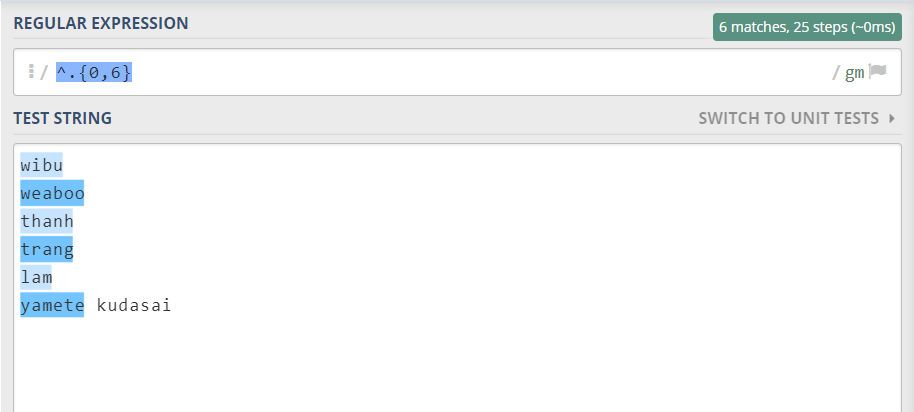 REGULAR EXPRESSION
6 matches, 25 steps (~0ms)
/ ^.{0,6} / gm
TEST STRING
SWITCH TO UNIT TESTS
wibu
weaboo
thanh
trang
lam
yamete kudasai